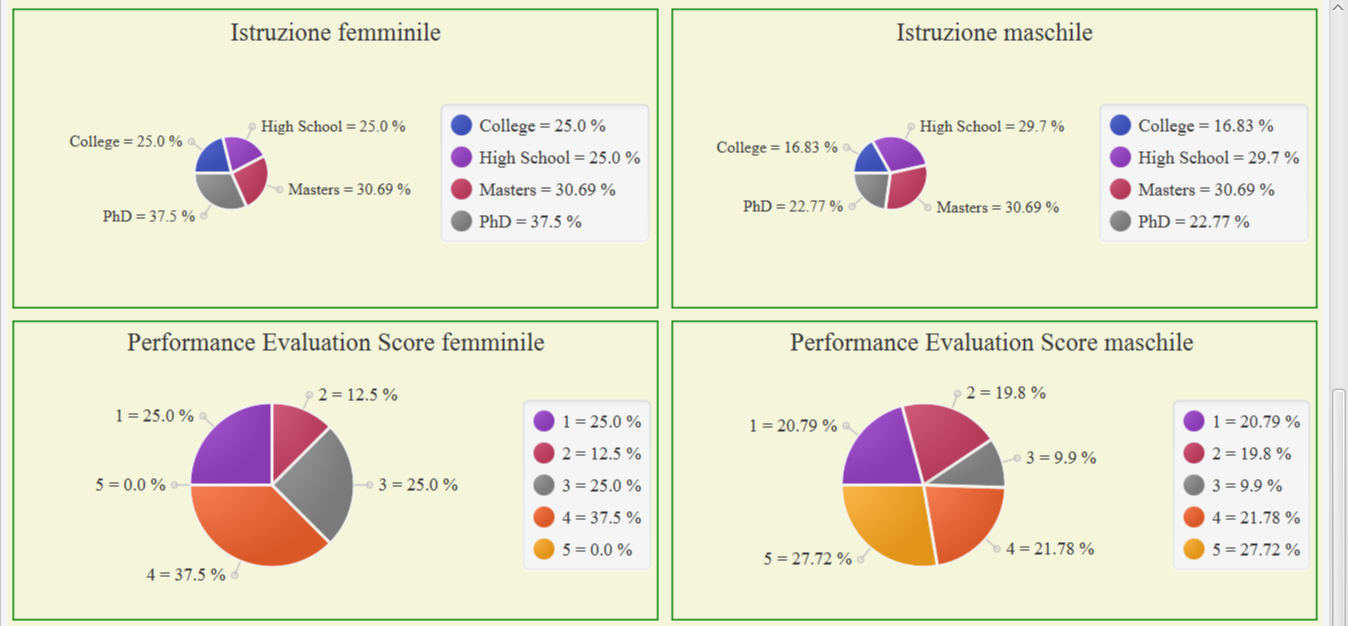 Istruzione femminile
College = 25.0 %
High School = 25.0 %
Masters = 30.69 %
PhD = 37.5 %
College = 25.0 %
High School = 25.0 %
Masters = 30.69 %
PhD = 37.5 %
Istruzione maschile
College = 16.83 %
High School = 29.7 %
Masters = 30.69 %
PhD = 22.77 %
College = 16.83 %
High School = 29.7 %
Masters = 30.69 %
PhD = 22.77 %
Performance Evaluation Score femminile
1 = 25.0 %
2 = 12.5 %
3 = 25.0 %
4 = 37.5 %
5 = 0.0 %
1 = 25.0 %
2 = 12.5 %
3 = 25.0 %
4 = 37.5 %
5 = 0.0 %
Performance Evaluation Score maschile
1 = 20.79 %
2 = 19.8 %
3 = 9.9 %
4 = 21.78 %
5 = 27.72 %
1 = 20.79 %
2 = 19.8 %
3 = 9.9 %
4 = 21.78 %
5 = 27.72 %